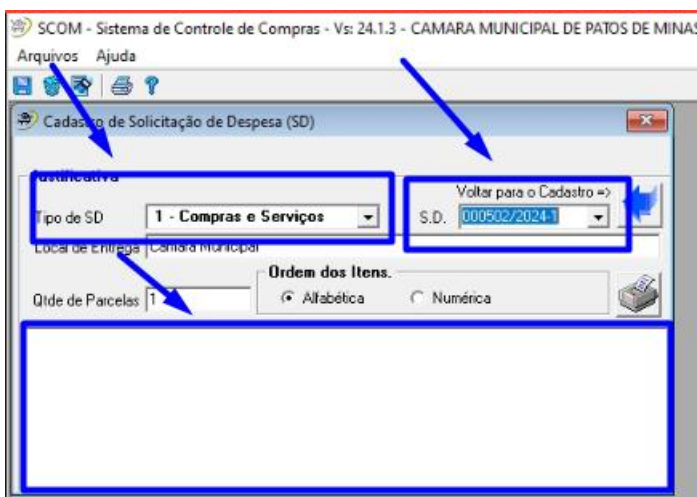 SCOM - Sistema de Controle de Compras - Vs: 24.1.3 - CAMARA MUNICIPAL DE PATOS DE MINAS
Arquivos Ajuda
Cadastro de Solicitação de Despesa (SD)
Justificativa
Voltar para o Cadastro =>
Tipo de SD 1 - Compras e Serviços S.D. 000502/2024-1
Local de Entrega Câmara Municipal
Ordem dos Itens.
Qtde de Parcelas 1 Alfabética Numérica